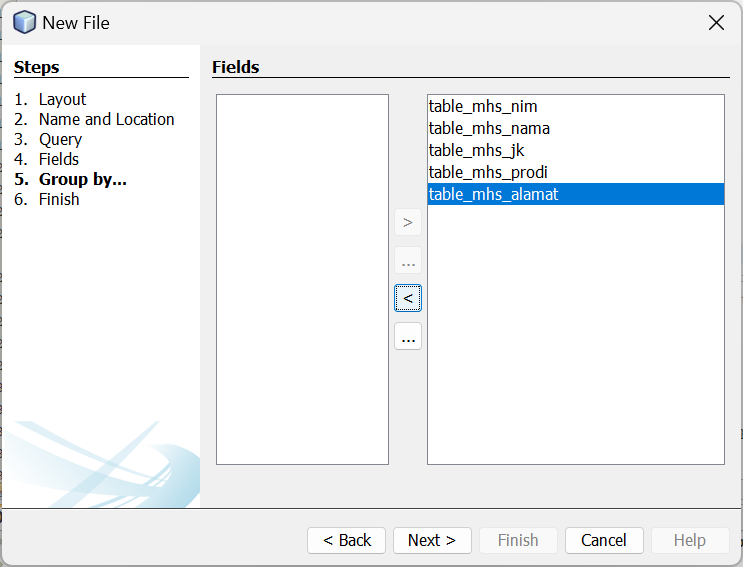 New File
Steps
1. Layout
2. Name and Location
3. Query
4. Fields
5. Group by...
6. Finish
Fields
table_mhs_nim
table_mhs_nama
table_mhs_jk
table_mhs_prodi
table_mhs_alamat
>
...
<
...
< Back
Next >
Finish
Cancel
Help